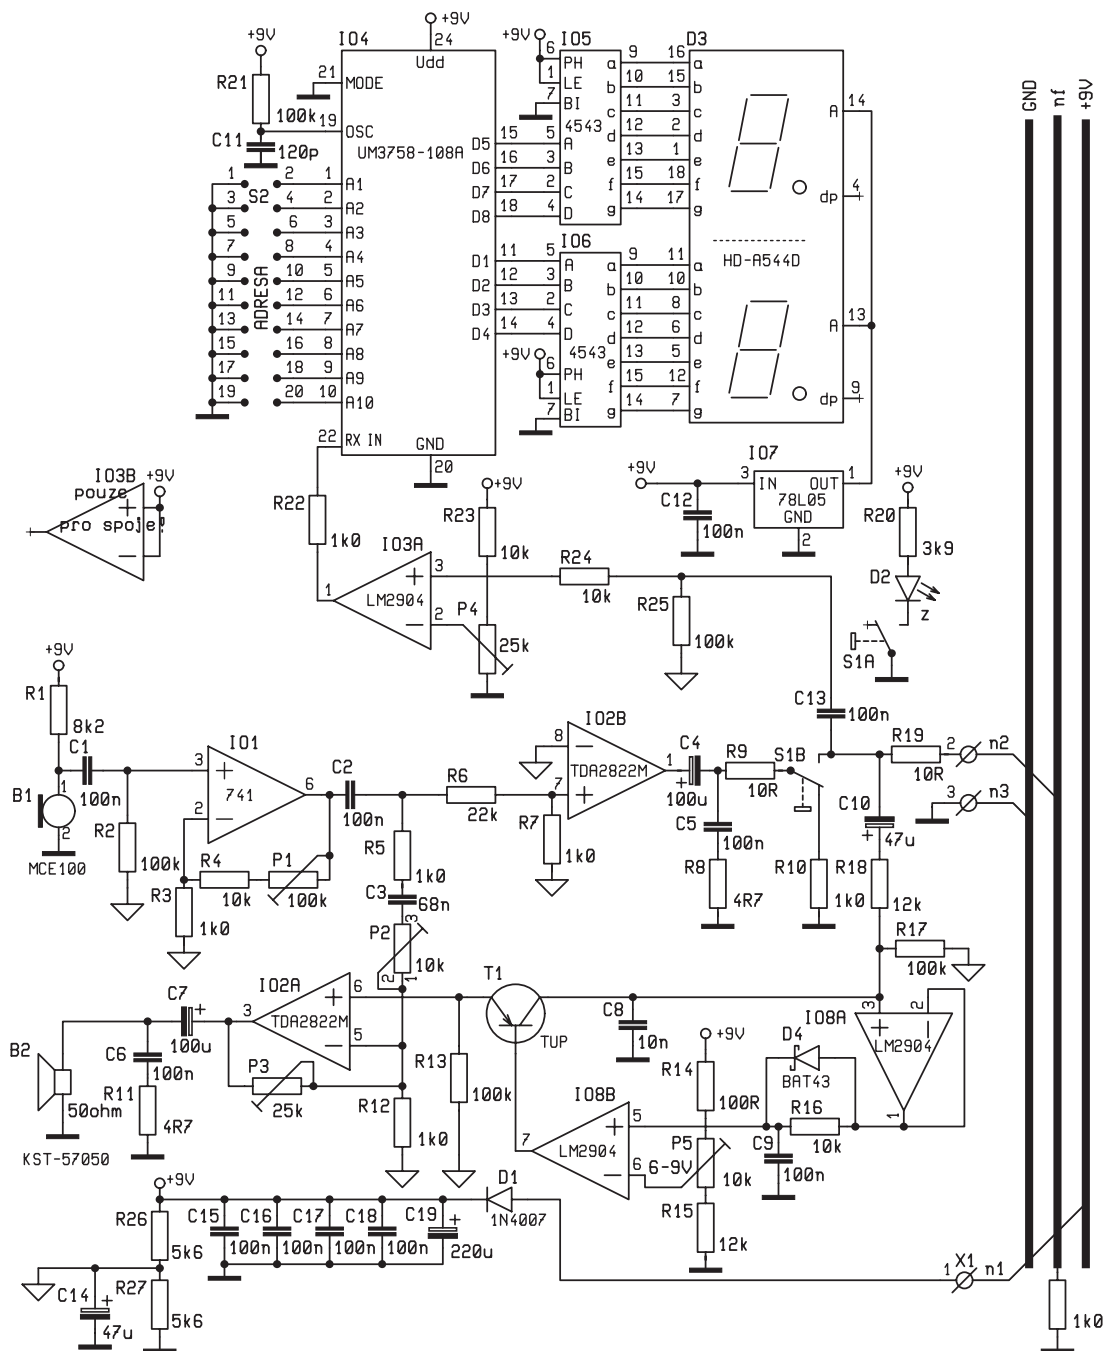 +9V
IO4
+9V
24
Udd
+9V
IO5
D3
GND
nf
+9V
R21
100k
21
MODE
19
OSC
C11
120p
UM3758-108A
6
PH
1
LE
7
BI
4543
a 9 16 a
b 10 15 b
c 11 3 c
d 12 2 d
e 13 1 e
f 15 18 f
g 14 17 g
A 14
dp 4
D5 15 5 A
D6 16 3 B
D7 17 2 C
D8 18 4 D
S2
ADRESA
1 2 1 A1
3 4 2 A2
5 6 3 A3
7 8 4 A4
9 10 5 A5
11 12 6 A6
13 14 7 A7
15 16 8 A8
17 18 9 A9
19 20 10 A10
22
RX IN
GND
20
IO6
HD-A544D
D1 11 5 A
D2 12 3 B
D3 13 2 C
D4 14 4 D
4543
+9V
6
PH
1
LE
7
BI
a 9 11 a
b 10 10 b
c 11 8 c
d 12 6 d
e 13 5 e
f 15 12 f
g 14 7 g
A 13
dp 9
IO3B
pouze
pro spoje!
+9V
+
−
R22
1k0
+9V
R23
10k
+9V
C12
100n
IO7
3
IN
OUT
1
78L05
GND
2
+9V
R20
3k9
D2
z
S1A
IO3A
1
LM2904
+
3
−
2
P4
25k
R24
10k
R25
100k
+9V
R1
8k2
C1
100n
B1
1
2
MCE100
R2
100k
IO1
3
+
741
2
−
6
R4
10k
P1
100k
R3
1k0
C2
100n
R6
22k
R5
1k0
C3
68n
P2
3
2
1
10k
IO2B
8
−
TDA2822M
7
+
1
R7
1k0
C4
+
100u
R9
10R
C5
100n
R8
4R7
S1B
R10
1k0
C13
100n
R19
10R
2
n2
3
n3
C10
+
47u
R18
12k
R17
100k
B2
50ohm
KST-57050
C6
100n
R11
4R7
C7
+
100u
IO2A
3
TDA2822M
+
6
−
5
P3
25k
R12
1k0
R13
100k
T1
TUP
C8
10n
+9V
R14
100R
IO8B
7
LM2904
+
5
−
6
6-9V
P5
10k
R15
12k
D4
BAT43
R16
10k
C9
100n
IO8A
3
+
2
−
LM2904
1
+9V
R26
5k6
R27
5k6
C14
+
47u
C15
100n
C16
100n
C17
100n
C18
100n
C19
+
220u
D1
1N4007
1
X1
n1
1k0